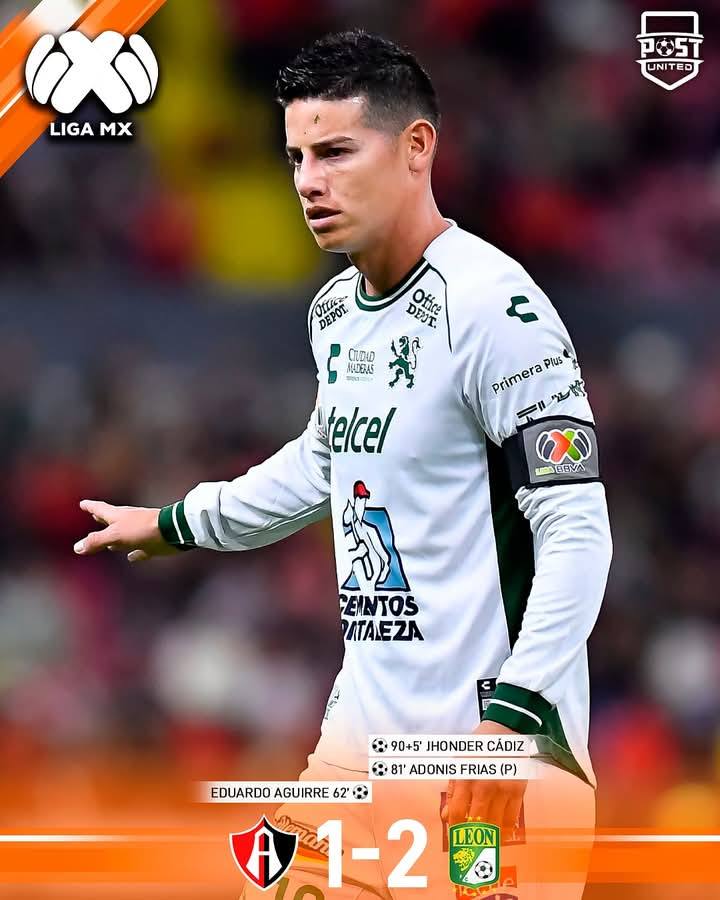 LIGA MX
POST
UNITED
Office
DEPOT.
Office
DEPOT.
CIUDAD
MADERAS
Primera Plus
telcel
LIGA BBVA
CEMENTOS
FORTALEZA
90+5' JHONDER CÁDIZ
81' ADONIS FRIAS (P)
EDUARDO AGUIRRE 62'
A
1-2
LEON